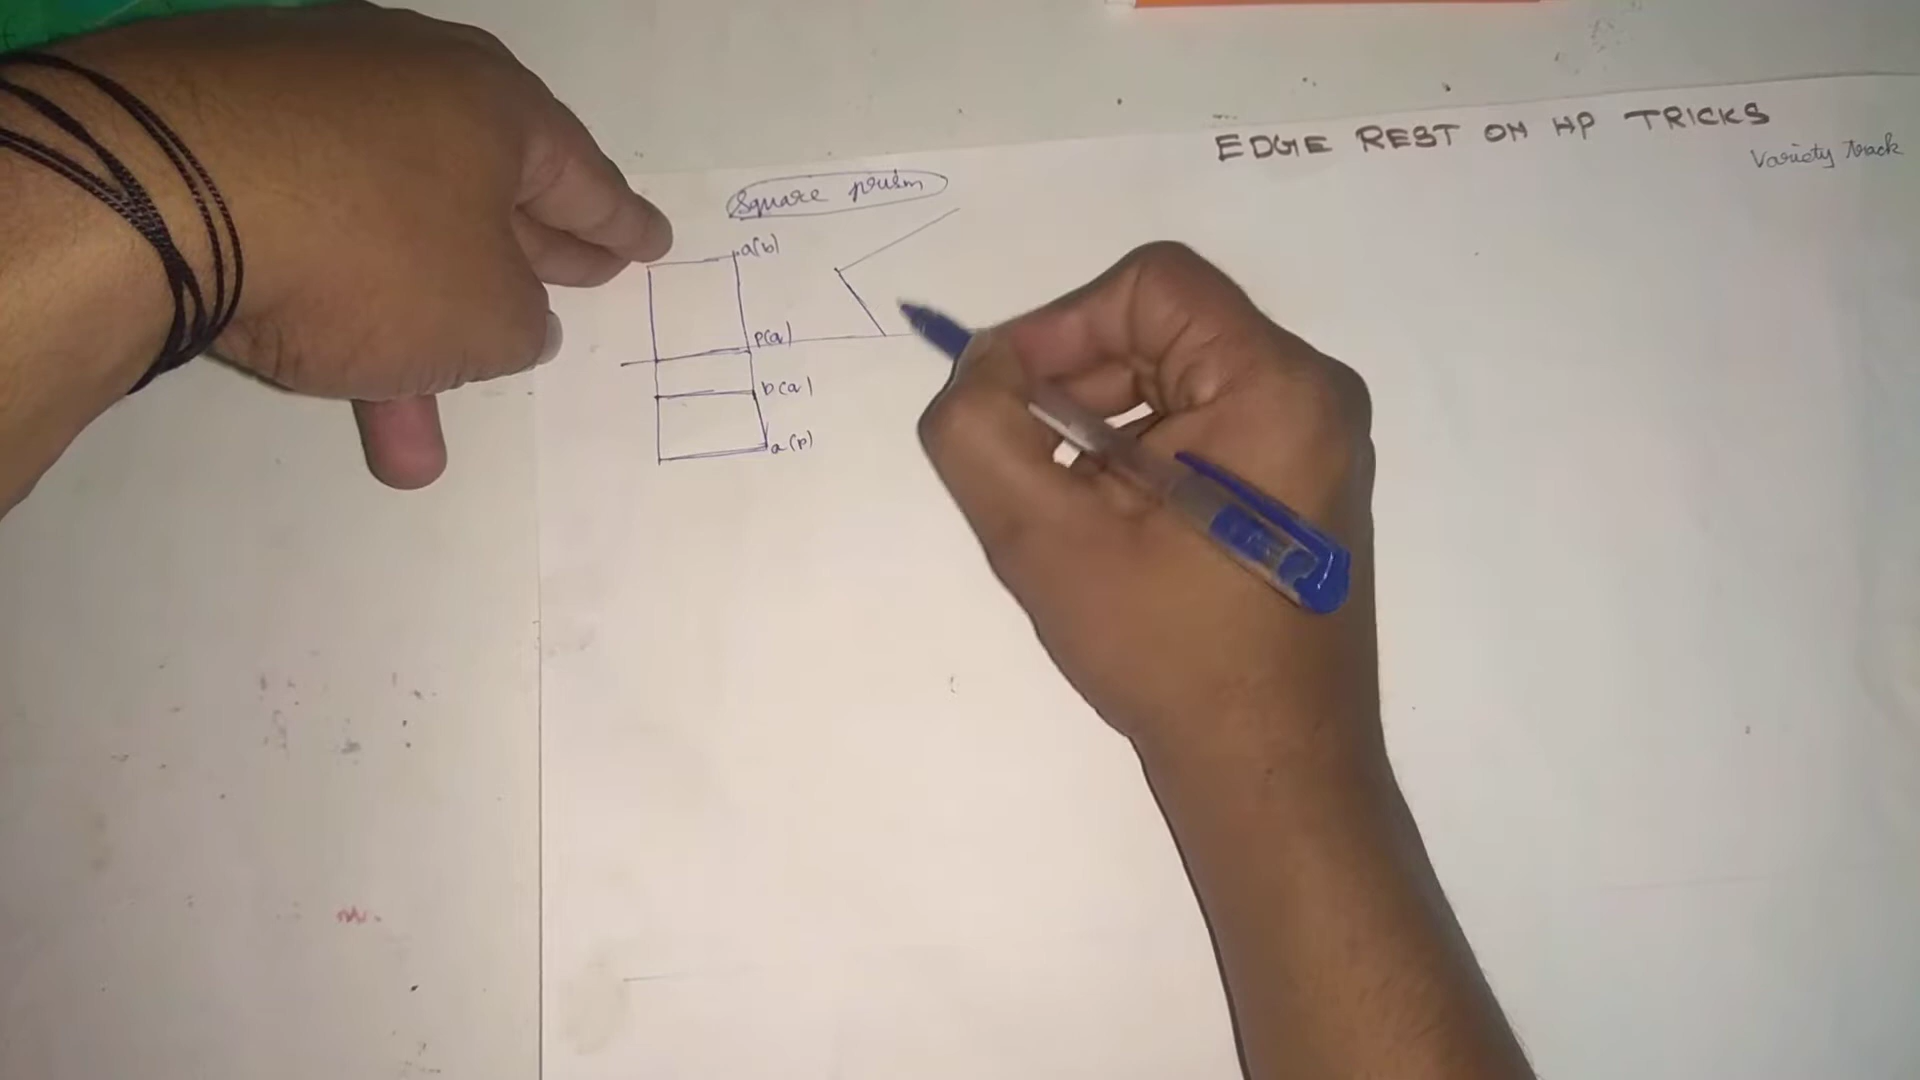 EDGE REST ON HP TRICKS
Variety Track
Square prism
a(b)
p(q)
b(a)
a(p)